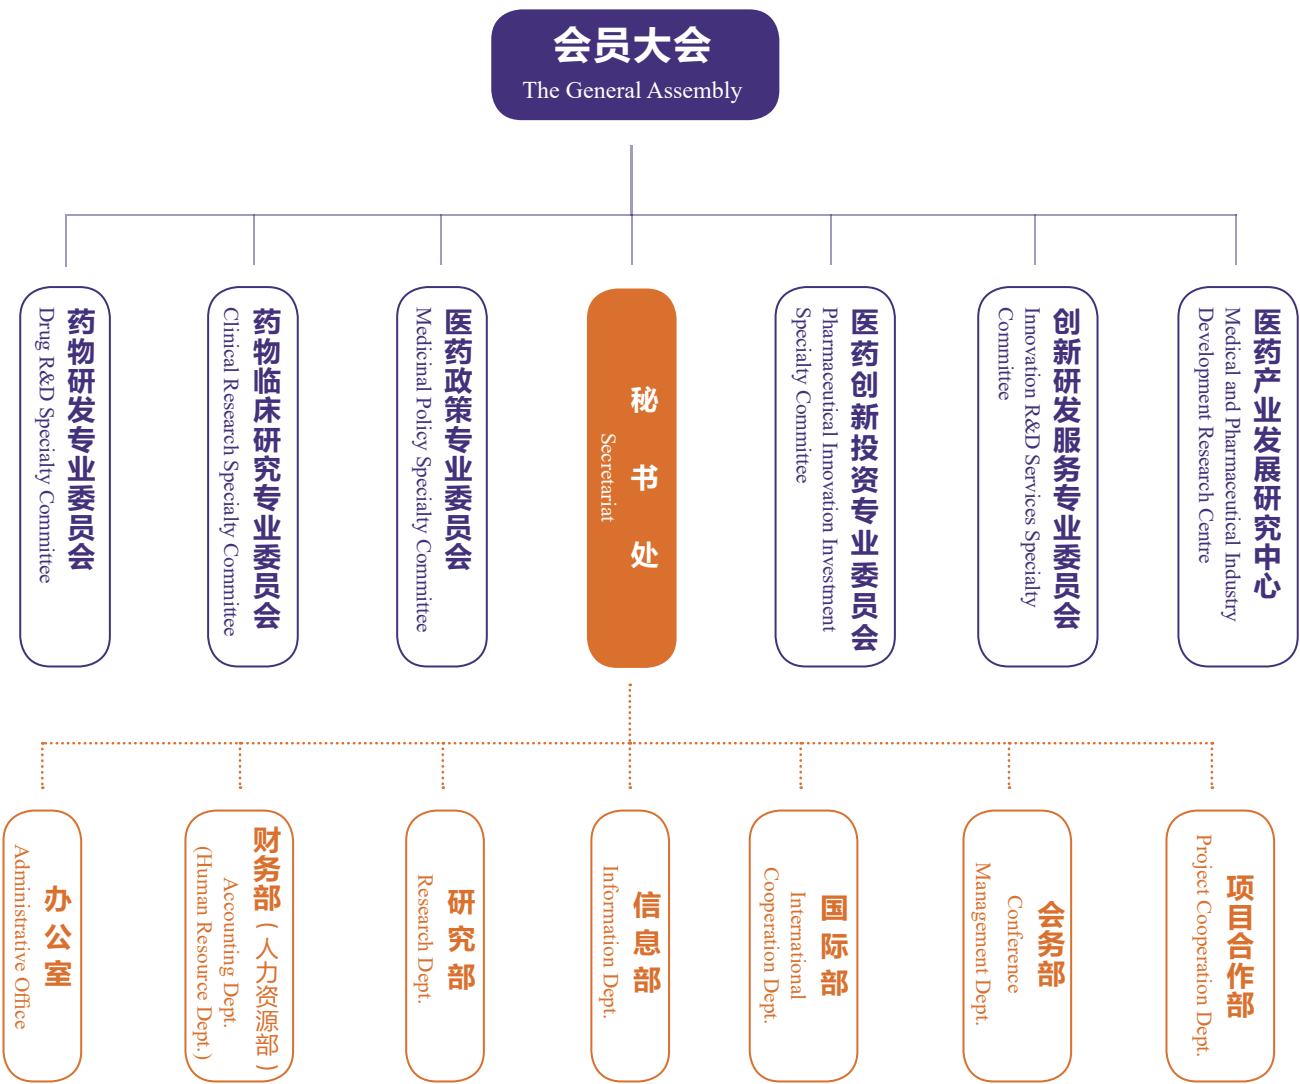 会员大会
The General Assembly
药物研发专业委员会
Drug R&D Specialty Committee
药物临床研究专业委员会
Clinical Research Specialty Committee
医药政策专业委员会
Medicinal Policy Specialty Committee
秘书处
Secretariat
医药创新投资专业委员会
Pharmaceutical Innovation Investment
Specialty Committee
创新研发服务专业委员会
Innovation R&D Services Specialty
Committee
医药产业发展研究中心
Medical and Pharmaceutical Industry
Development Research Centre
办公室
Administrative Office
财务部(人力资源部)
Accounting Dept.
(Human Resource Dept.)
研究部
Research Dept.
信息部
Information Dept.
国际部
International
Cooperation Dept.
会务部
Conference
Management Dept.
项目合作部
Project Cooperation Dept.